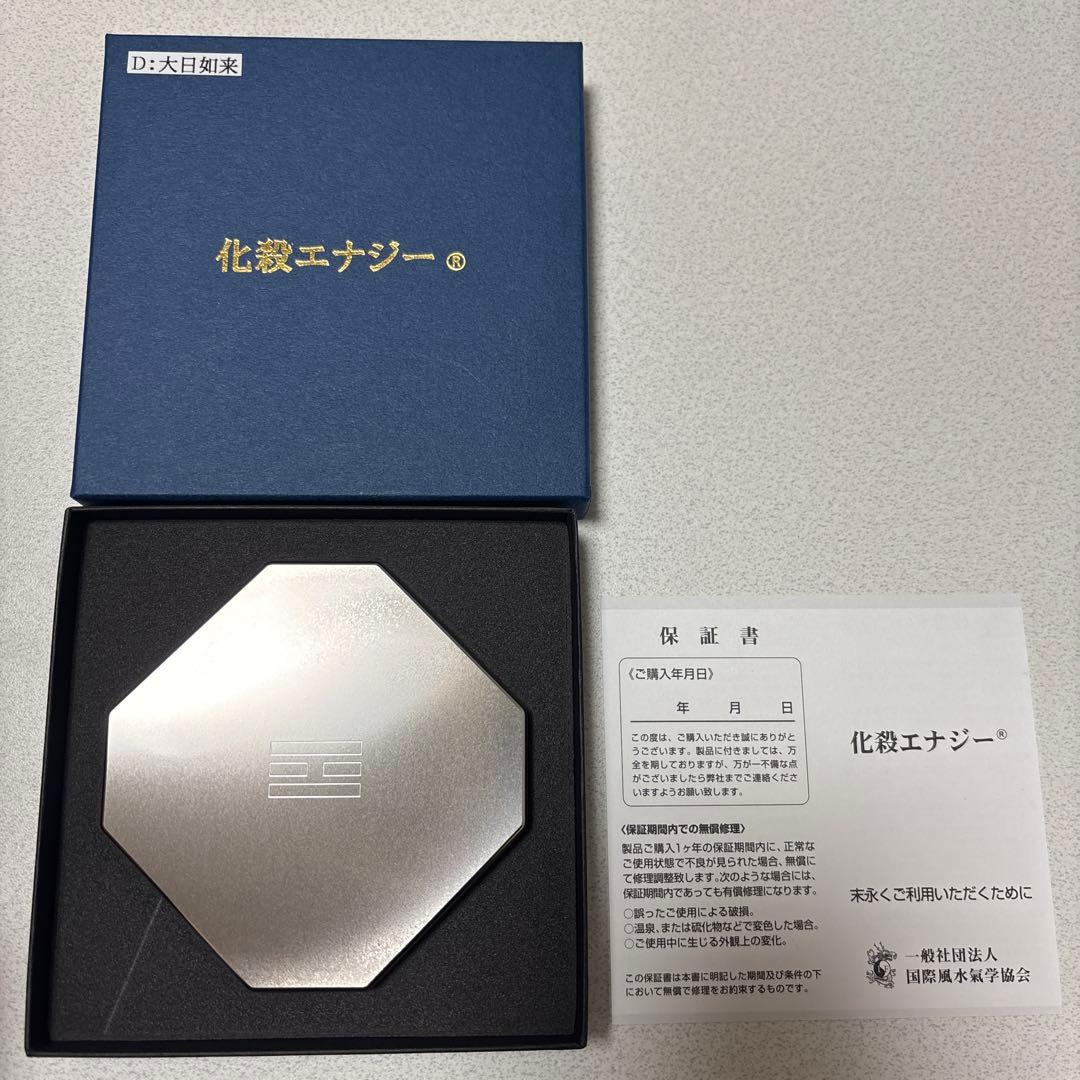 D:大日如来
化殺エナジー®
保証書
《ご購入年月日》
年 月 日
この度は、ご購入いただき誠にありがと
うございます。製品に付きましては、万
全を期しておりますが、万が一不備な点
がございましたら弊社までご連絡くださ
いますようお願い致します。
〈保証期間内での無償修理〉
製品ご購入1ヶ年の保証期間内に、正常な
ご使用状態で不良が見られた場合、無償に
て修理調整致します。次のような場合には、
保証期間内であっても有償修理になります。
○誤ったご使用による破損。
○温泉、または硫化物などで変色した場合。
○ご使用中に生じる外観上の変化。
この保証書は本書に明記した期間及び条件の下
において無償で修理をお約束するものです。
化殺エナジー®
末永くご利用いただくために
一般社団法人
国際風水氣学協会